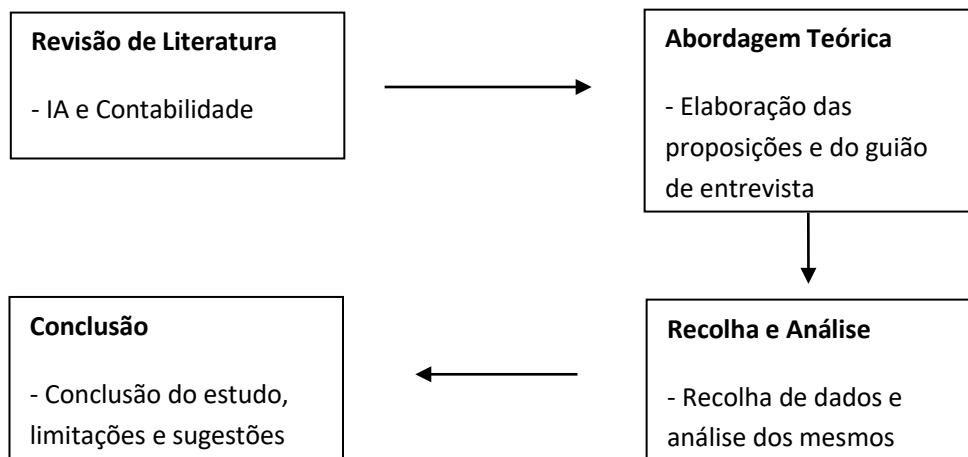 Revisão de Literatura
- IA e Contabilidade
Abordagem Teórica
- Elaboração das
proposições e do guião
de entrevista
Recolha e Análise
- Recolha de dados e
análise dos mesmos
Conclusão
- Conclusão do estudo,
limitações e sugestões